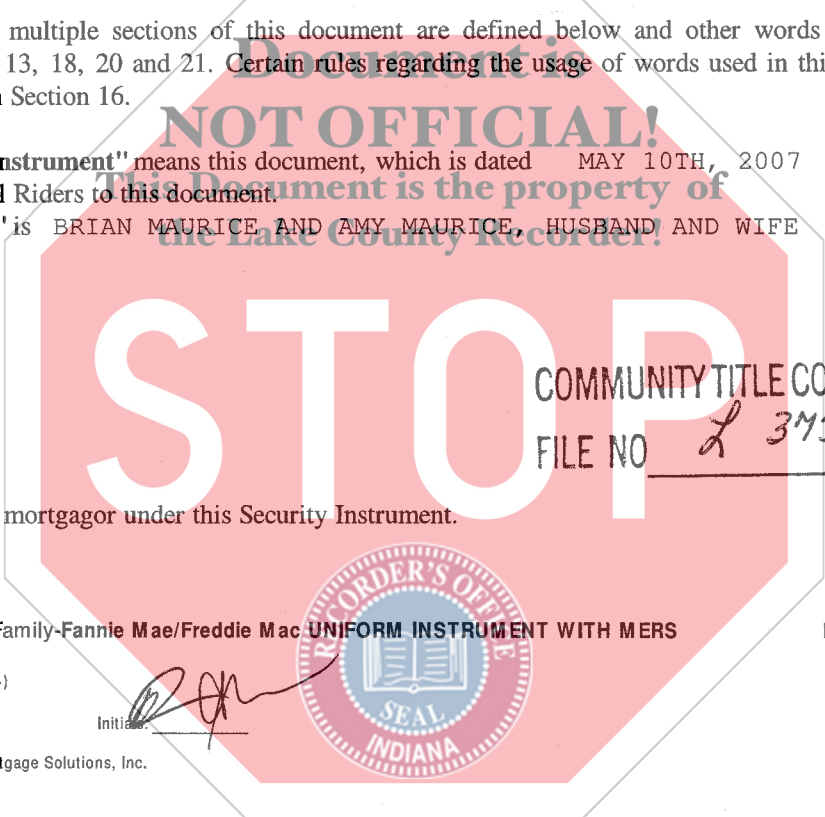 multiple sections of this document are defined below and other words
13, 18, 20 and 21. Certain rules regarding the usage of words used in thi
Section 16.
Document is
NOT OFFICIAL!
This Document is the property of
the Lake County Recorder!
nstrument" means this document, which is dated MAY 10TH, 2007
Riders to this document.
" is BRIAN MAURICE AND AMY MAURICE, HUSBAND AND WIFE
STOP
COMMUNITY TITLE CO
FILE NO L 373
mortgagor under this Security Instrument.
RECORDER'S OFFICE
SEAL
INDIANA
Family-Fannie Mae/Freddie Mac UNIFORM INSTRUMENT WITH MERS
Initials:
tgage Solutions, Inc.